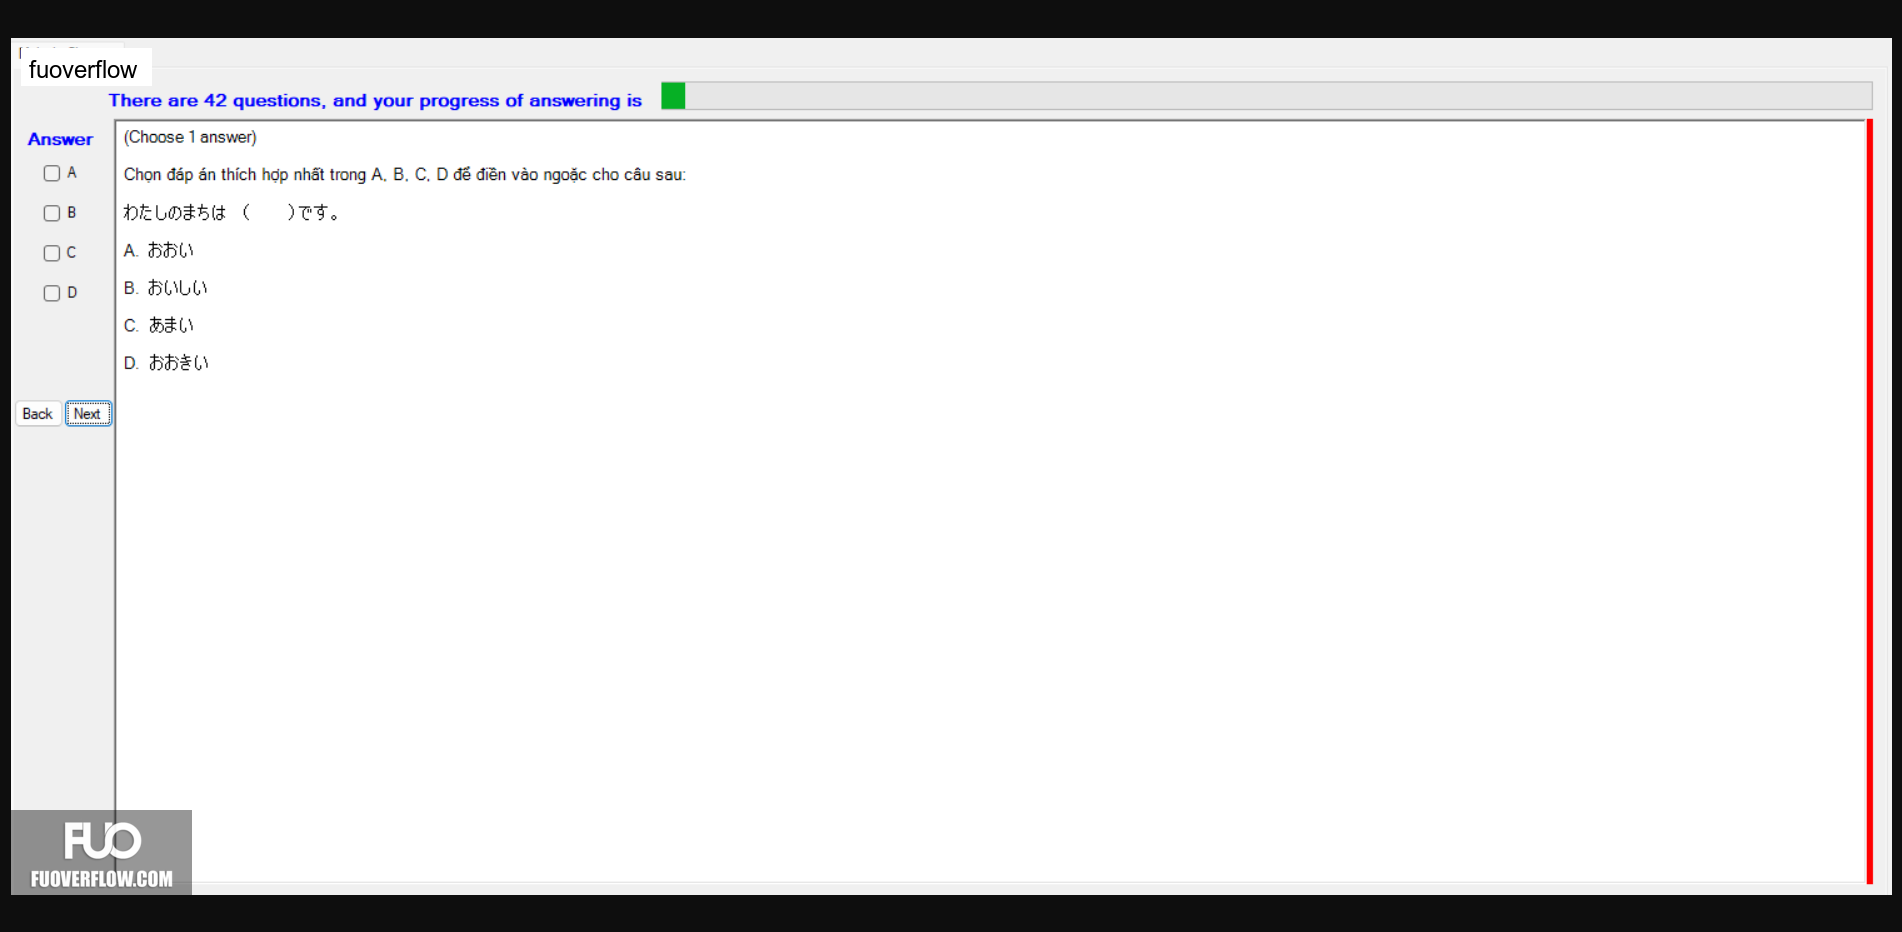 fuoverflow
There are 42 questions, and your progress of answering is
Answer
A
B
C
D
Back Next
(Choose 1 answer)
Chọn đáp án thích hợp nhất trong A, B, C, D để điền vào ngoặc cho câu sau:
わたしのまちは （　　）です。
A. おおい
B. おいしい
C. あまい
D. おおきい
FUO
FUOVERFLOW.COM